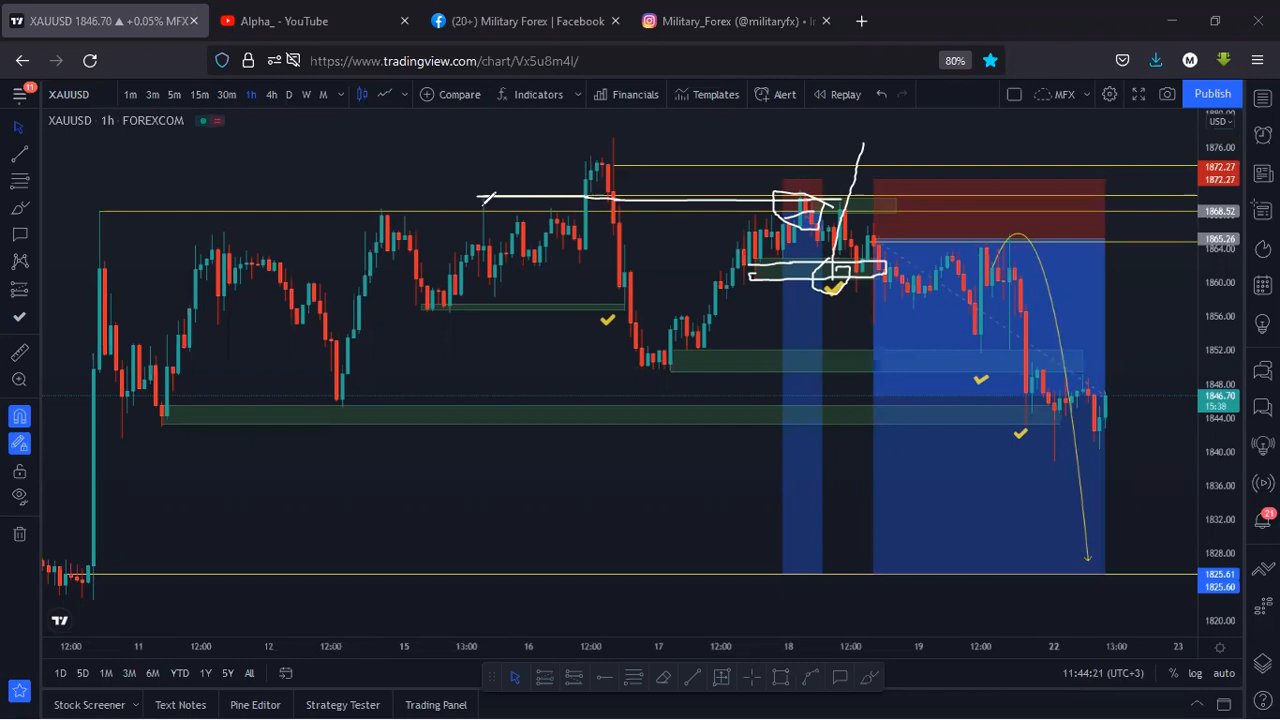 XAUUSD 1846.70 ▲ +0.05% MFX
Alpha_ - YouTube
(20+) Military Forex | Facebook
Military_Forex (@militaryfx) • In
https://www.tradingview.com/chart/Vx5u8m4l/
80%
M
11
XAUUSD
1m 3m 5m 15m 30m 1h 4h D W M
Compare
Indicators
Financials
Templates
Alert
Replay
MFX
Publish
XAUUSD · 1h · FOREXCOM
USD
1876.00
1872.27
1872.27
1868.52
1865.26
1864.00
1860.00
1856.00
1852.00
1848.00
1846.70
15:38
1844.00
1840.00
1836.00
1832.00
1828.00
1825.61
1825.60
1820.00
21
12:00 11 12:00 12 12:00 15 13:00 16 12:00 17 12:00 18 12:00 19 12:00 22 13:00 23
1D 5D 1M 3M 6M YTD 1Y 5Y All
11:44:21 (UTC+3) % log auto
Stock Screener Text Notes Pine Editor Strategy Tester Trading Panel